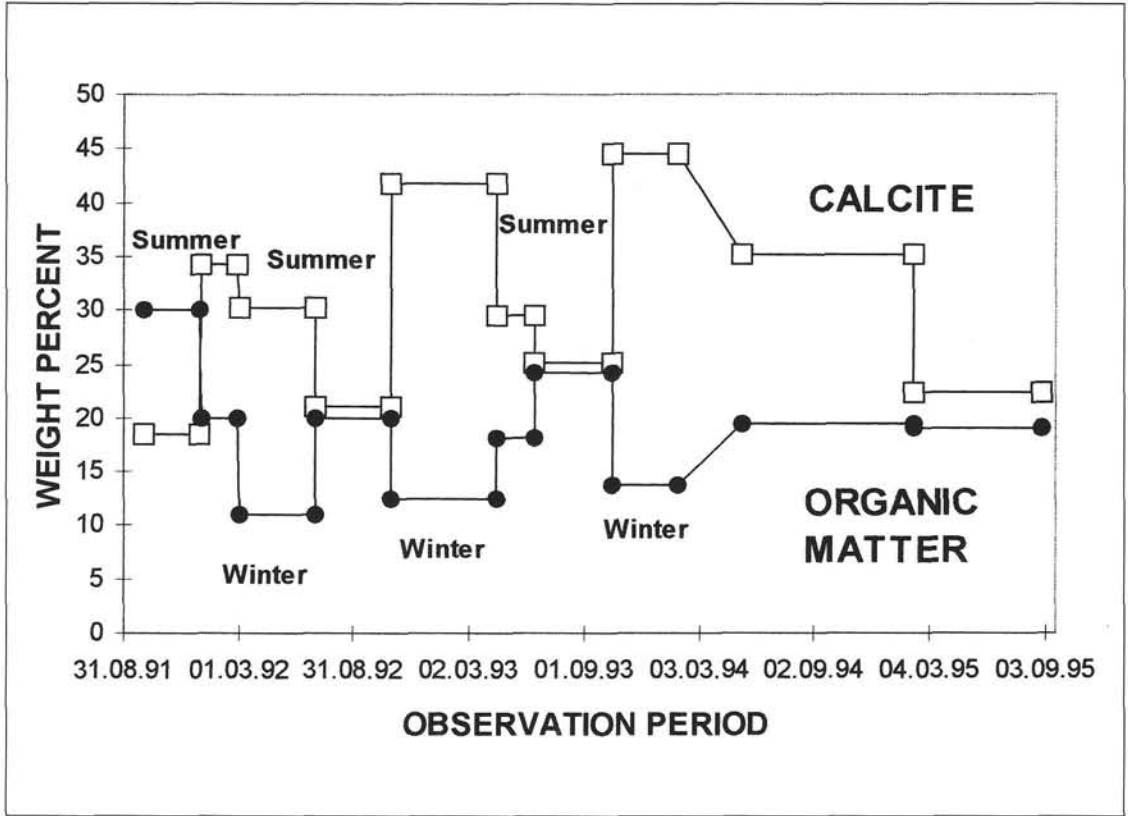 50
45
40
35
30
25
20
15
10
5
0
WEIGHT PERCENT
Summer
Summer
Summer
CALCITE
Winter
Winter
Winter
ORGANIC
MATTER
31.08.91 01.03.92 31.08.92 02.03.93 01.09.93 03.03.94 02.09.94 04.03.95 03.09.95
OBSERVATION PERIOD